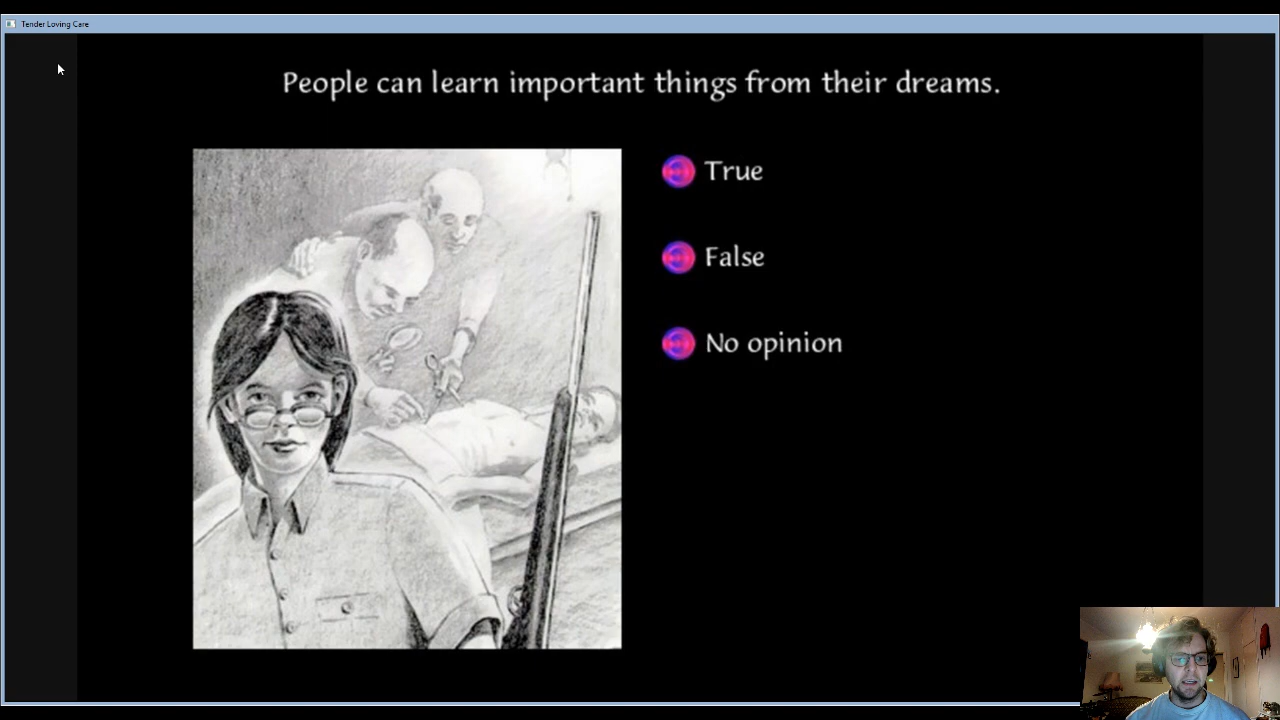 Tender Loving Care
People can learn important things from their dreams.
True
False
No opinion